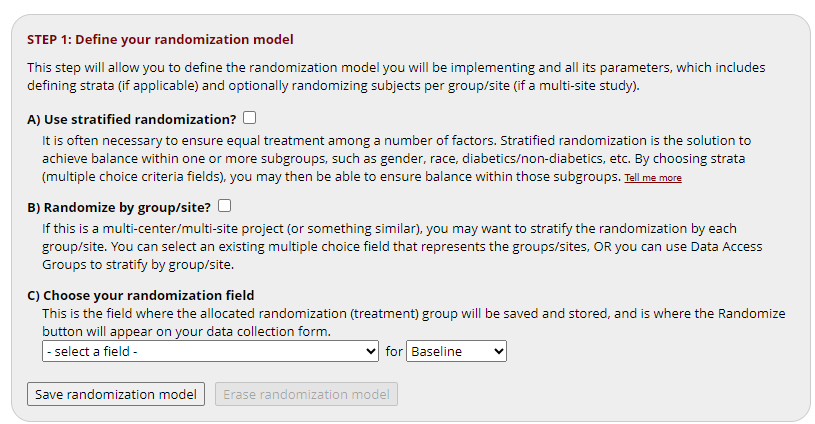 STEP 1: Define your randomization model
This step will allow you to define the randomization model you will be implementing and all its parameters, which includes
defining strata (if applicable) and optionally randomizing subjects per group/site (if a multi-site study).
A) Use stratified randomization?
It is often necessary to ensure equal treatment among a number of factors. Stratified randomization is the solution to
achieve balance within one or more subgroups, such as gender, race, diabetics/non-diabetics, etc. By choosing strata
(multiple choice criteria fields), you may then be able to ensure balance within those subgroups. Tell me more
B) Randomize by group/site?
If this is a multi-center/multi-site project (or something similar), you may want to stratify the randomization by each
group/site. You can select an existing multiple choice field that represents the groups/sites, OR you can use Data Access
Groups to stratify by group/site.
C) Choose your randomization field
This is the field where the allocated randomization (treatment) group will be saved and stored, and is where the Randomize
button will appear on your data collection form.
- select a field - for Baseline
Save randomization model Erase randomization model